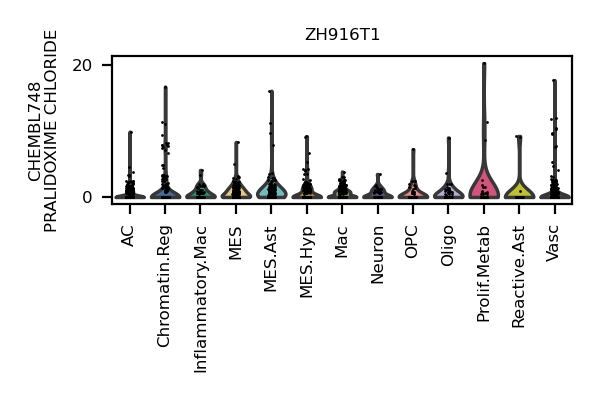 ZH916T1
CHEMBL748
PRALIDOXIME CHLORIDE
20
0
AC
Chromatin.Reg
Inflammatory.Mac
MES
MES.Ast
MES.Hyp
Mac
Neuron
OPC
Oligo
Prolif.Metab
Reactive.Ast
Vasc